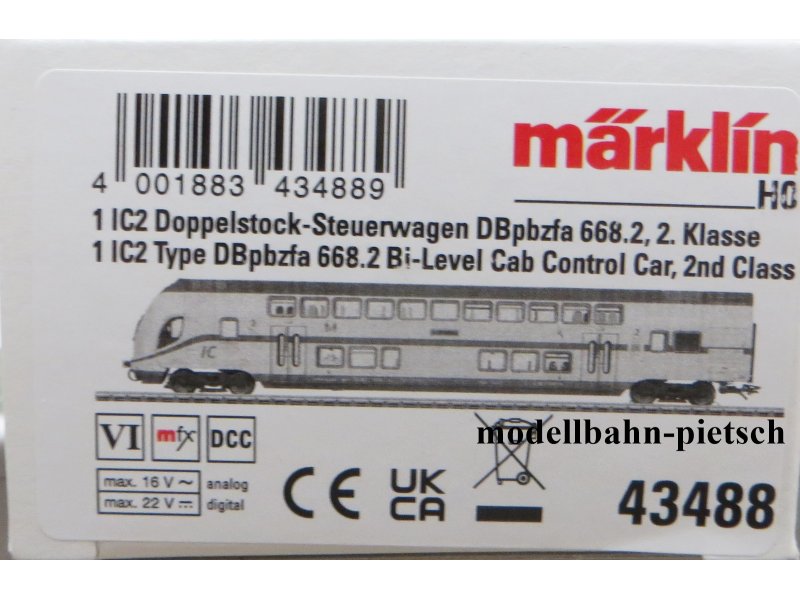 märklin
H0
4 001883 434889
1 IC2 Doppelstock-Steuerwagen DBpbzfa 668.2, 2. Klasse
1 IC2 Type DBpbzfa 668.2 Bi-Level Cab Control Car, 2nd Class
IC
VI mfx DCC
modellbahn-pietsch
max. 16 V ~ analog
max. 22 V ⎓ digital
CE UK CA
43488